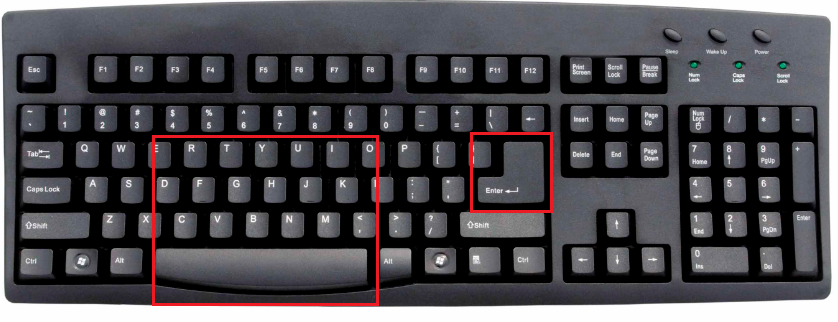 Sleep Wake Up Power
Esc F1 F2 F3 F4 F5 F6 F7 F8 F9 F10 F11 F12 Print Screen Scroll Lock Pause Break Num Lock Caps Lock Scroll Lock
~ ` ! 1 @ 2 # 3 $ 4 % 5 ^ 6 & 7 * 8 ( 9 ) 0 — - + = | \ ← Insert Home Page Up Num Lock / * -
Tab Q W E R T Y U I O P { [ Delete End Page Down 7 Home 8 ↑ 9 PgUp +
Caps Lock A S D F G H J K L : ; Enter 4 ← 5 6 →
⇧Shift Z X C V B N M < , > . ? / ⇧Shift ↑ 1 End 2 ↓ 3 PgDn Enter
Ctrl Alt Alt Ctrl ← ↓ → 0 Ins . Del